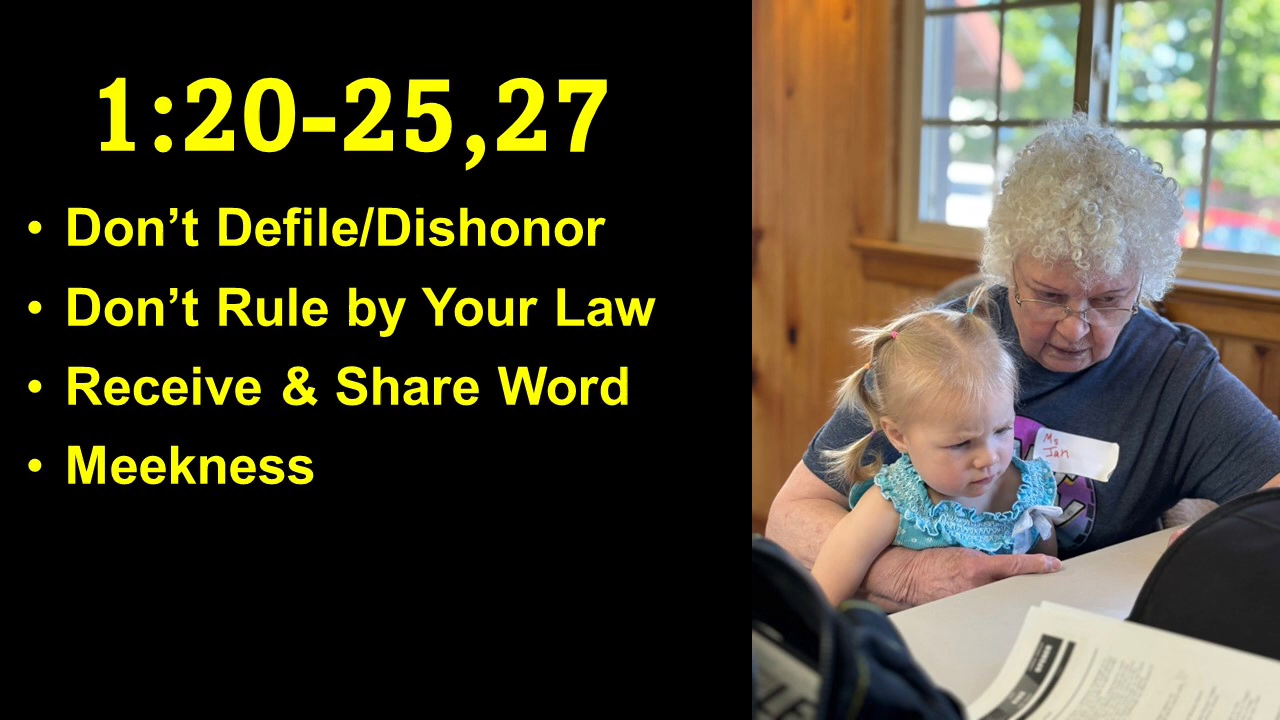 1:20-25,27
• Don’t Defile/Dishonor
• Don’t Rule by Your Law
• Receive & Share Word
• Meekness
Ms
Jan